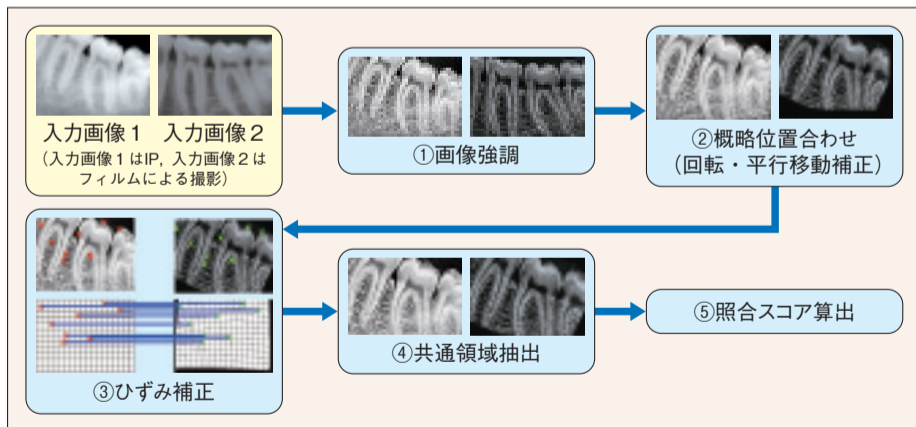 入力画像1 入力画像2
(入力画像1はIP, 入力画像2は
フィルムによる撮影)
①画像強調
②概略位置合わせ
(回転・平行移動補正)
③ひずみ補正
④共通領域抽出
⑤照合スコア算出